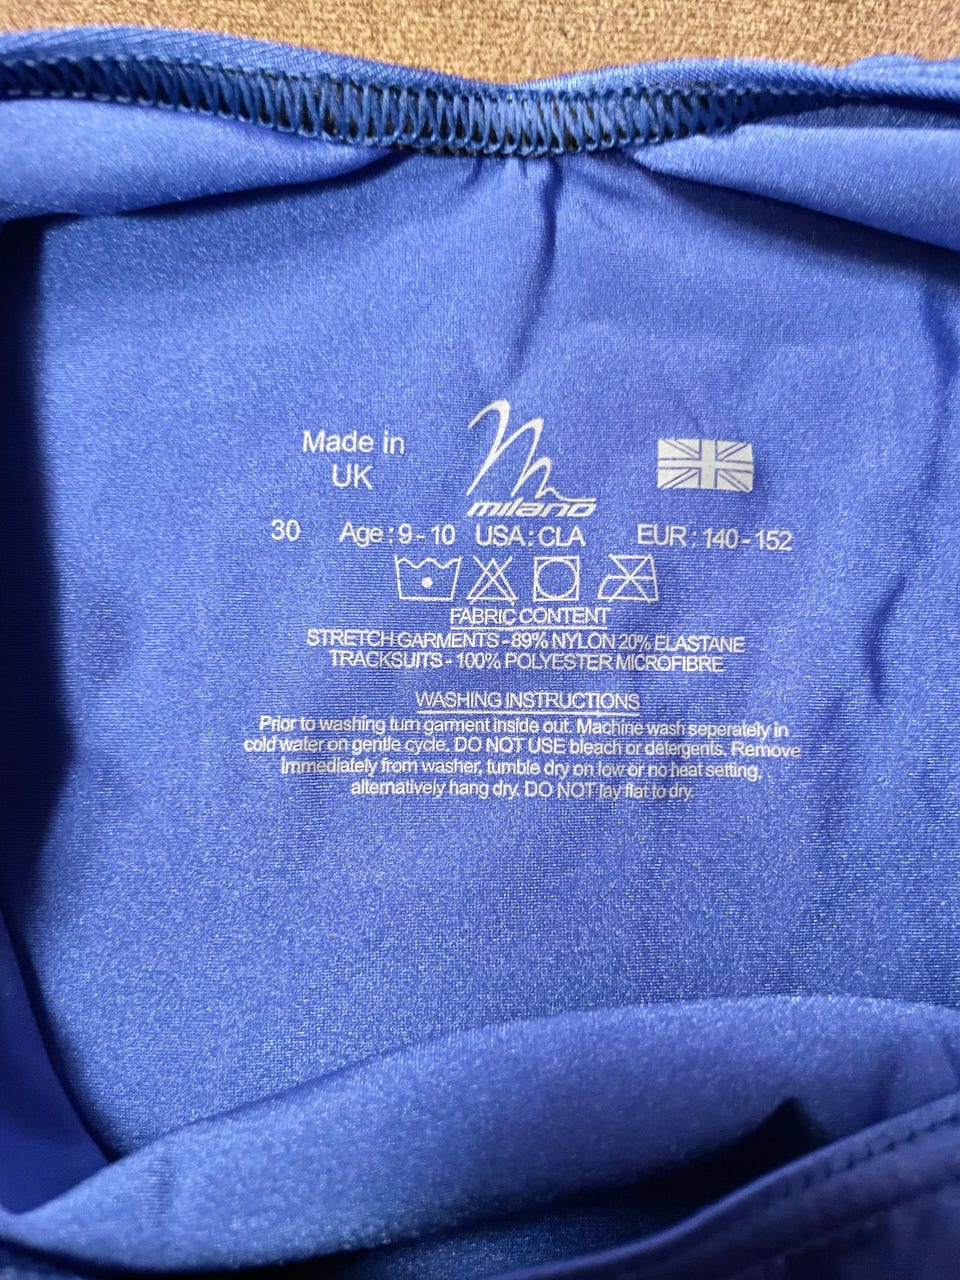 Made in
UK
milano
30 Age : 9 - 10 USA : CLA EUR : 140 - 152
FABRIC CONTENT
STRETCH GARMENTS - 89% NYLON 20% ELASTANE
TRACKSUITS - 100% POLYESTER MICROFIBRE
WASHING INSTRUCTIONS
Prior to washing turn garment inside out. Machine wash seperately in
cold water on gentle cycle. DO NOT USE bleach or detergents. Remove
immediately from washer, tumble dry on low or no heat setting,
alternatively hang dry. DO NOT lay flat to dry.